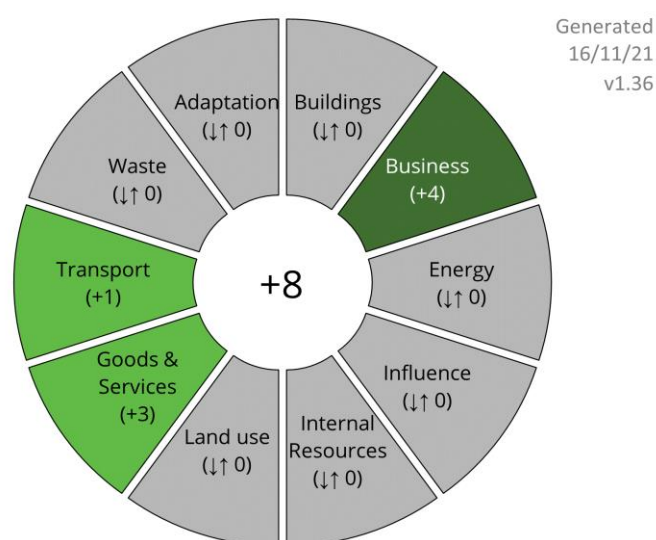 Generated
16/11/21
v1.36
Adaptation
(↓↑ 0)
Buildings
(↓↑ 0)
Business
(+4)
Energy
(↓↑ 0)
Influence
(↓↑ 0)
Internal
Resources
(↓↑ 0)
Land use
(↓↑ 0)
Goods &
Services
(+3)
Transport
(+1)
Waste
(↓↑ 0)
+8